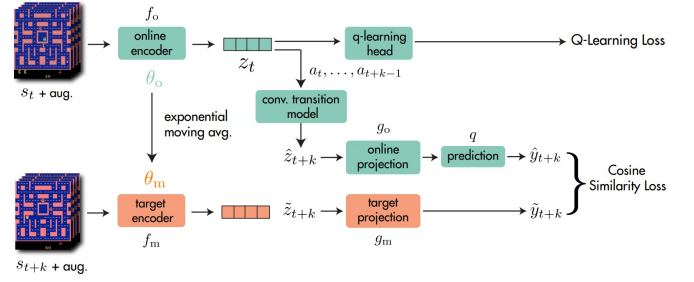 f_o
online
encoder
θ_o
s_t + aug.
z_t
q-learning
head
Q-Learning Loss
a_t, . . . , a_{t+k−1}
conv. transition
model
exponential
moving avg.
ẑ_{t+k}
g_o
online
projection
q
prediction
ŷ_{t+k}
Cosine
Similarity Loss
θ_m
target
encoder
f_m
s_{t+k} + aug.
z̃_{t+k}
target
projection
g_m
ỹ_{t+k}